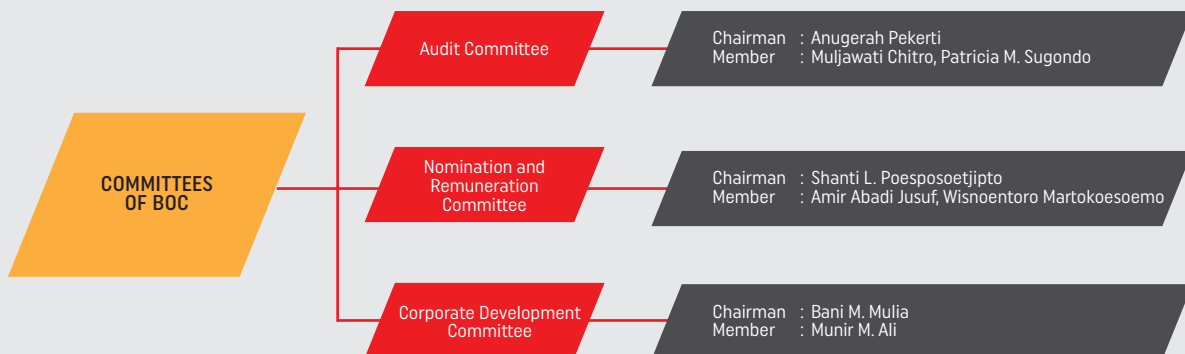 COMMITTEES
OF BOC
Audit Committee
Chairman : Anugerah Pekerti
Member : Muljawati Chitro, Patricia M. Sugondo
Nomination and
Remuneration
Committee
Chairman : Shanti L. Poesposoetjipto
Member : Amir Abadi Jusuf, Wisnoentoro Martokoesoemo
Corporate Development
Committee
Chairman : Bani M. Mulia
Member : Munir M. Ali